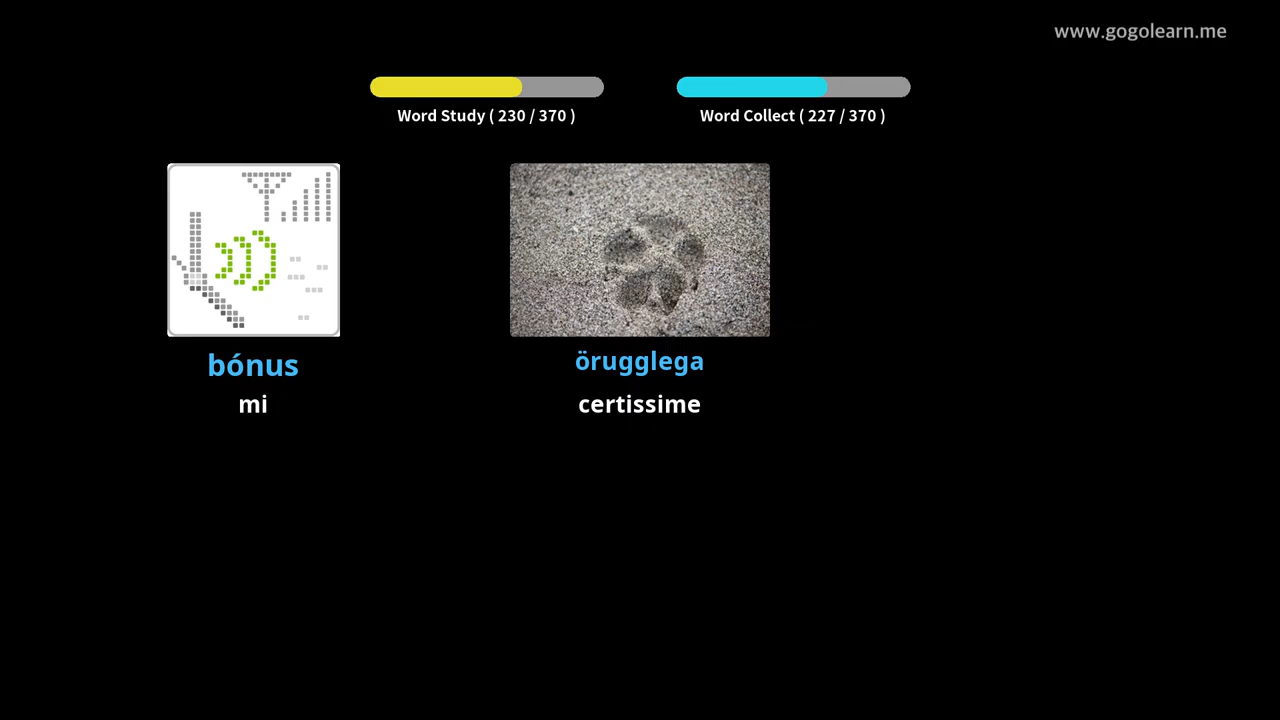 www.gogolearn.me
Word Study ( 230 / 370 )
Word Collect ( 227 / 370 )
bónus
mi
örugglega
certissime